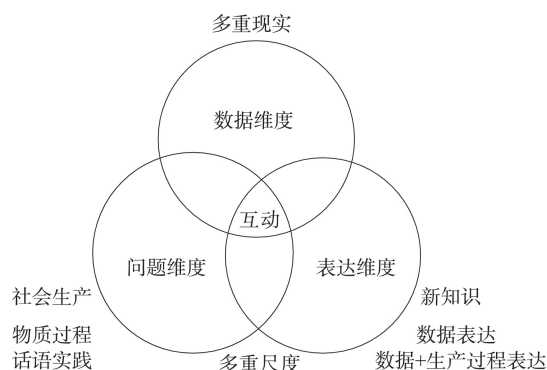 多重现实
数据维度
互动
问题维度
表达维度
社会生产
新知识
物质过程
数据表达
话语实践
多重尺度
数据+生产过程表达